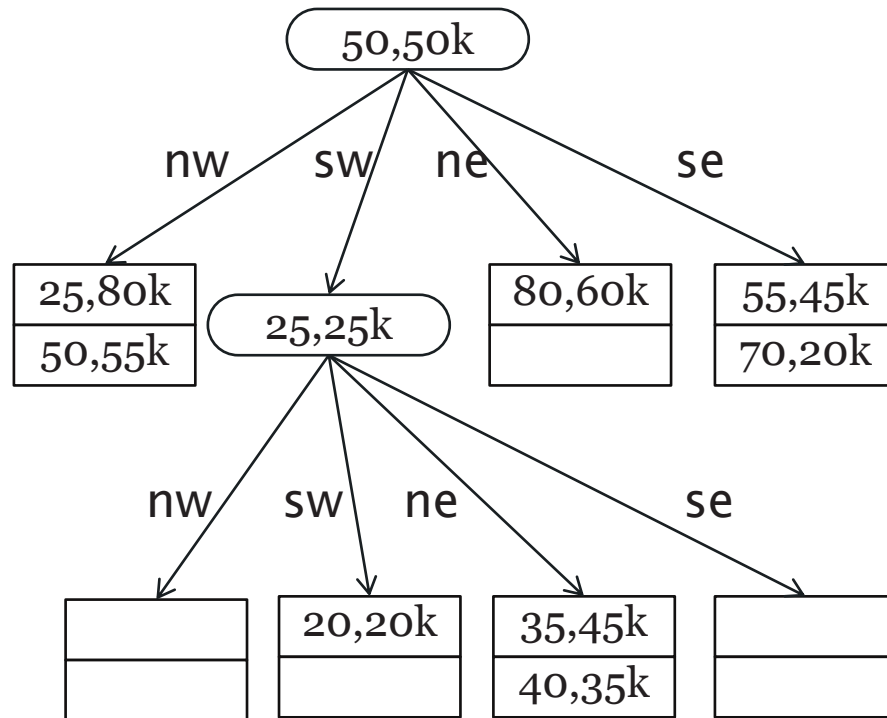 50,50k
nw sw ne se
25,80k 80,60k 55,45k
25,25k
50,55k 70,20k
nw sw ne se
20,20k 35,45k
40,35k